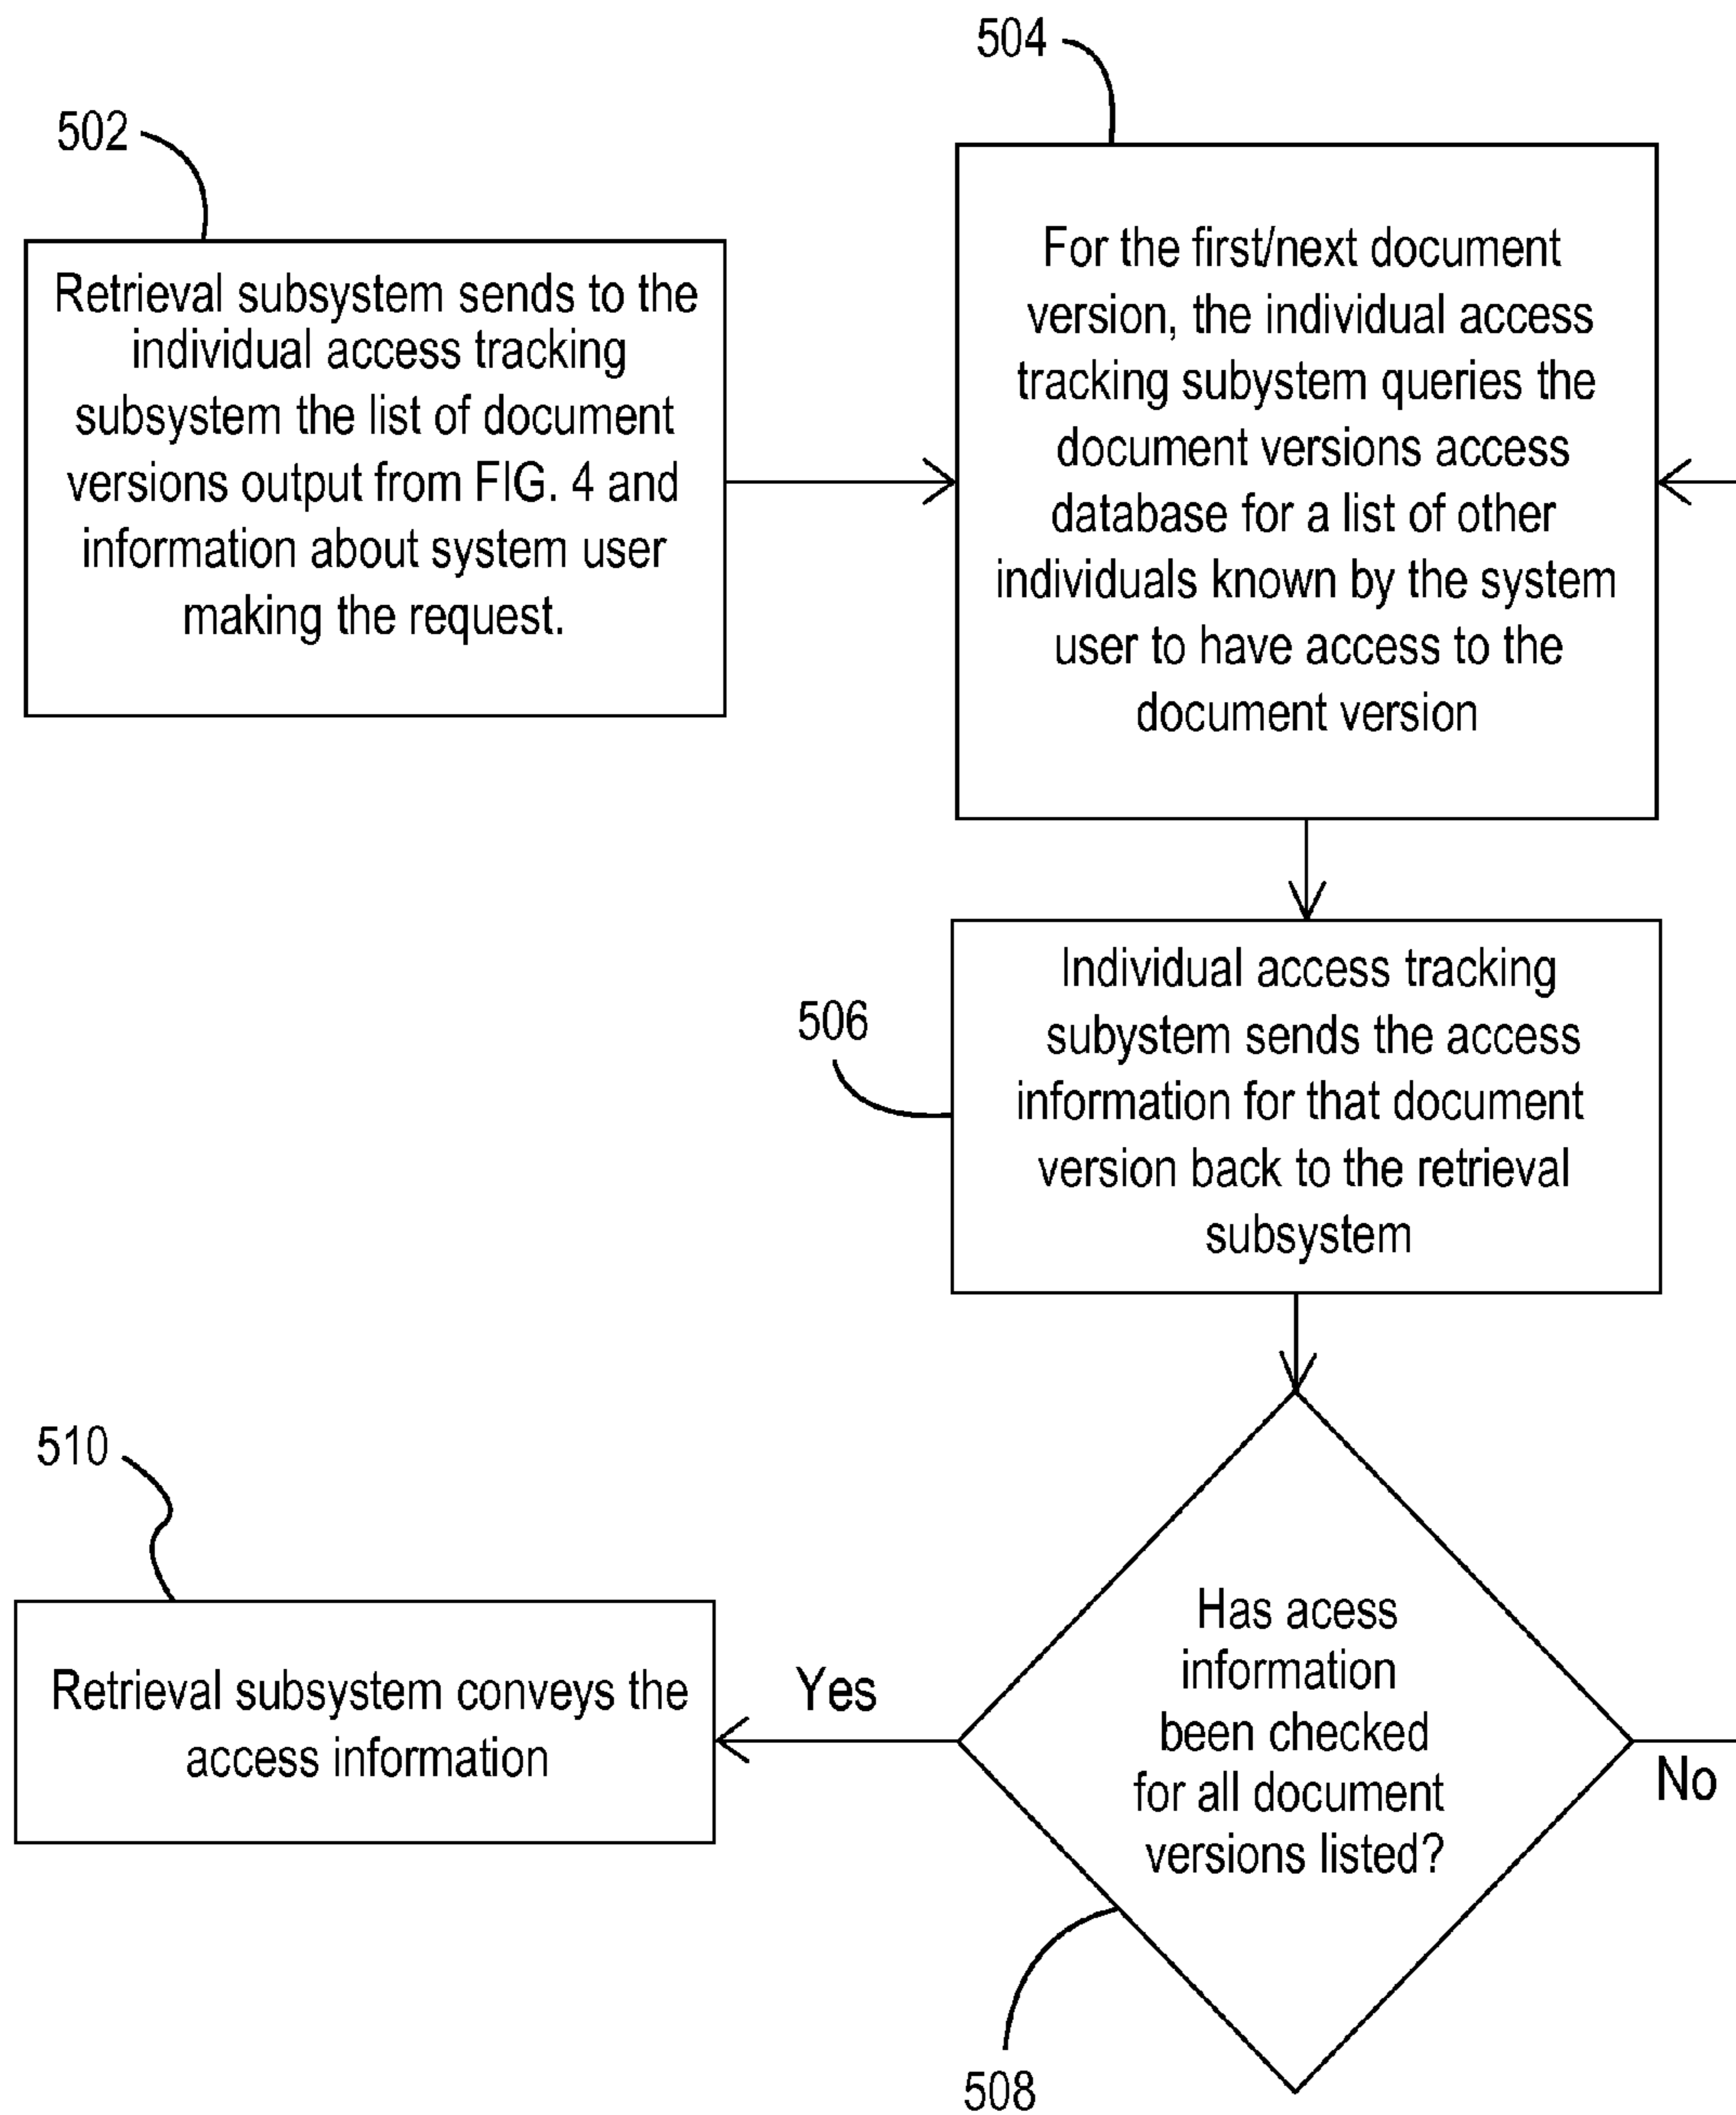 502
Retrieval subsystem sends to the
individual access tracking
subsystem the list of document
versions output from FIG. 4 and
information about system user
making the request.
504
For the first/next document
version, the individual access
tracking subystem queries the
document versions access
database for a list of other
individuals known by the system
user to have access to the
document version
506
Individual access tracking
subystem sends the access
information for that document
version back to the retrieval
subsystem
508
Has acess
information
been checked
for all document
versions listed?
Yes
No
510
Retrieval subsystem conveys the
access information